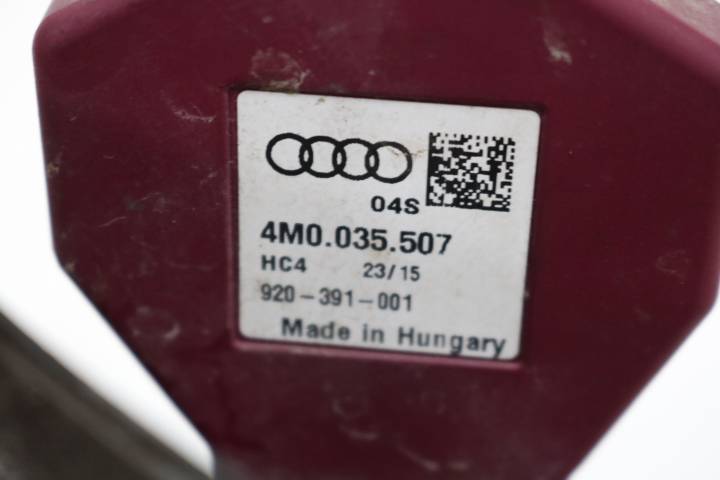 04S
4M0.035.507
HC4 23/15
920-391-001
Made in Hungary